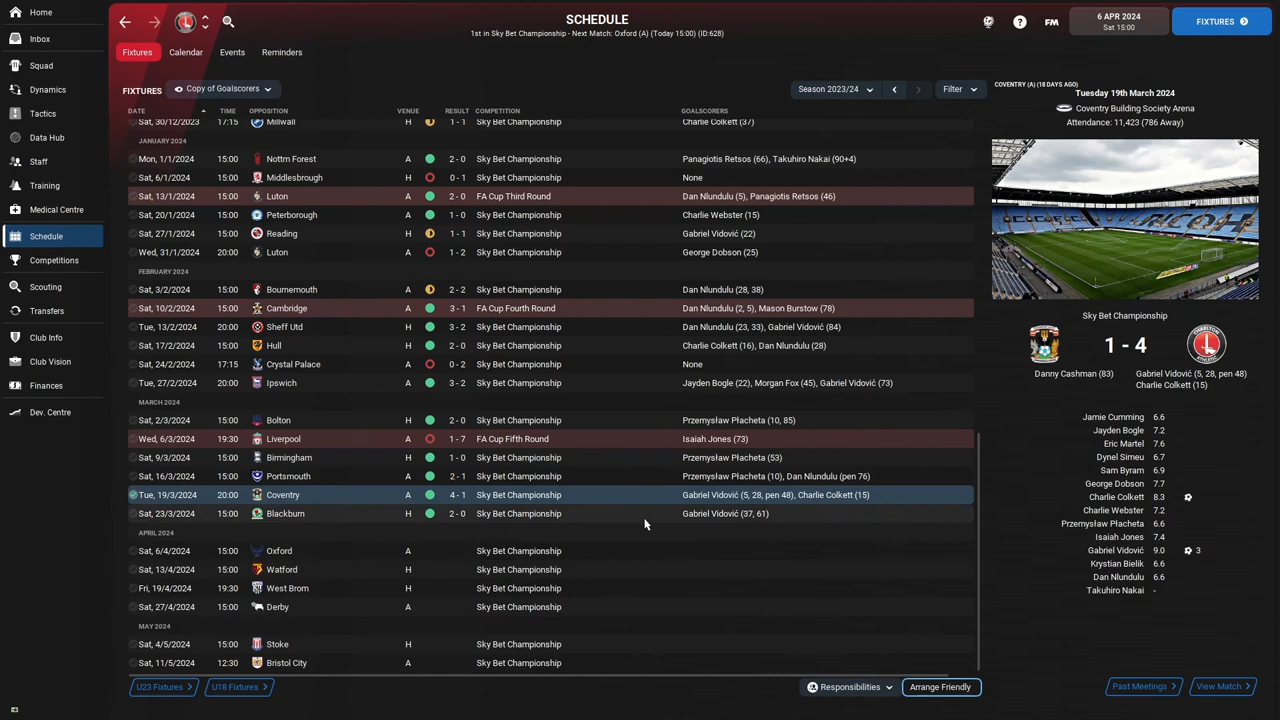 Home
Inbox
Squad
Dynamics
Tactics
Data Hub
Staff
Training
Medical Centre
Schedule
Competitions
Scouting
Transfers
Club Info
Club Vision
Finances
Dev. Centre
SCHEDULE
1st in Sky Bet Championship - Next Match: Oxford (A) (Today 15:00) (ID:628)
? FM
6 APR 2024
Sat 15:00
FIXTURES
Fixtures Calendar Events Reminders
FIXTURES Copy of Goalscorers Season 2023/24 Filter
DATE TIME OPPOSITION VENUE RESULT COMPETITION GOALSCORERS
Sat, 30/12/2023 17:15 Millwall H 1 - 1 Sky Bet Championship Charlie Colkett (37)
JANUARY 2024
Mon, 1/1/2024 15:00 Nottm Forest A 2 - 0 Sky Bet Championship Panagiotis Retsos (66), Takuhiro Nakai (90+4)
Sat, 6/1/2024 15:00 Middlesbrough H 0 - 1 Sky Bet Championship None
Sat, 13/1/2024 15:00 Luton A 2 - 0 FA Cup Third Round Dan Nlundulu (5), Panagiotis Retsos (46)
Sat, 20/1/2024 15:00 Peterborough A 1 - 0 Sky Bet Championship Charlie Webster (15)
Sat, 27/1/2024 15:00 Reading H 1 - 1 Sky Bet Championship Gabriel Vidović (22)
Wed, 31/1/2024 20:00 Luton A 1 - 2 Sky Bet Championship George Dobson (25)
FEBRUARY 2024
Sat, 3/2/2024 15:00 Bournemouth A 2 - 2 Sky Bet Championship Dan Nlundulu (28, 38)
Sat, 10/2/2024 15:00 Cambridge A 3 - 1 FA Cup Fourth Round Dan Nlundulu (2, 5), Mason Burstow (78)
Tue, 13/2/2024 20:00 Sheff Utd H 3 - 2 Sky Bet Championship Dan Nlundulu (23, 33), Gabriel Vidović (84)
Sat, 17/2/2024 15:00 Hull H 2 - 0 Sky Bet Championship Charlie Colkett (16), Dan Nlundulu (28)
Sat, 24/2/2024 17:15 Crystal Palace A 0 - 2 Sky Bet Championship None
Tue, 27/2/2024 20:00 Ipswich A 3 - 2 Sky Bet Championship Jayden Bogle (22), Morgan Fox (45), Gabriel Vidović (73)
MARCH 2024
Sat, 2/3/2024 15:00 Bolton H 2 - 0 Sky Bet Championship Przemysław Płacheta (10, 85)
Wed, 6/3/2024 19:30 Liverpool A 1 - 7 FA Cup Fifth Round Isaiah Jones (73)
Sat, 9/3/2024 15:00 Birmingham H 1 - 0 Sky Bet Championship Przemysław Płacheta (53)
Sat, 16/3/2024 15:00 Portsmouth A 2 - 1 Sky Bet Championship Przemysław Płacheta (10), Dan Nlundulu (pen 76)
Tue, 19/3/2024 20:00 Coventry A 4 - 1 Sky Bet Championship Gabriel Vidović (5, 28, pen 48), Charlie Colkett (15)
Sat, 23/3/2024 15:00 Blackburn H 2 - 0 Sky Bet Championship Gabriel Vidović (37, 61)
APRIL 2024
Sat, 6/4/2024 15:00 Oxford A Sky Bet Championship
Sat, 13/4/2024 15:00 Watford H Sky Bet Championship
Fri, 19/4/2024 19:30 West Brom H Sky Bet Championship
Sat, 27/4/2024 15:00 Derby A Sky Bet Championship
MAY 2024
Sat, 4/5/2024 15:00 Stoke H Sky Bet Championship
Sat, 11/5/2024 12:30 Bristol City A Sky Bet Championship
U23 Fixtures U18 Fixtures Responsibilities Arrange Friendly
COVENTRY (A) (18 DAYS AGO)
Tuesday 19th March 2024
Coventry Building Society Arena
Attendance: 11,423 (786 Away)
C.C.F.C RICOH
Sky Bet Championship
1 - 4
Danny Cashman (83) Gabriel Vidović (5, 28, pen 48)
Charlie Colkett (15)
Jamie Cumming 6.6
Jayden Bogle 7.2
Eric Martel 7.6
Dynel Simeu 6.7
Sam Byram 6.9
George Dobson 7.7
Charlie Colkett 8.3
Charlie Webster 7.2
Przemysław Płacheta 6.6
Isaiah Jones 7.4
Gabriel Vidović 9.0 3
Krystian Bielik 6.6
Dan Nlundulu 6.6
Takuhiro Nakai -
Past Meetings View Match